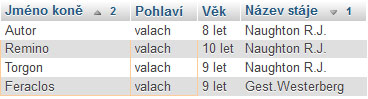 Jméno koně 2 Pohlaví Věk Název stáje 1
Autor valach 8 let Naughton R.J.
Remino valach 10 let Naughton R.J.
Torgon valach 9 let Naughton R.J.
Feraclos valach 9 let Gest.Westerberg